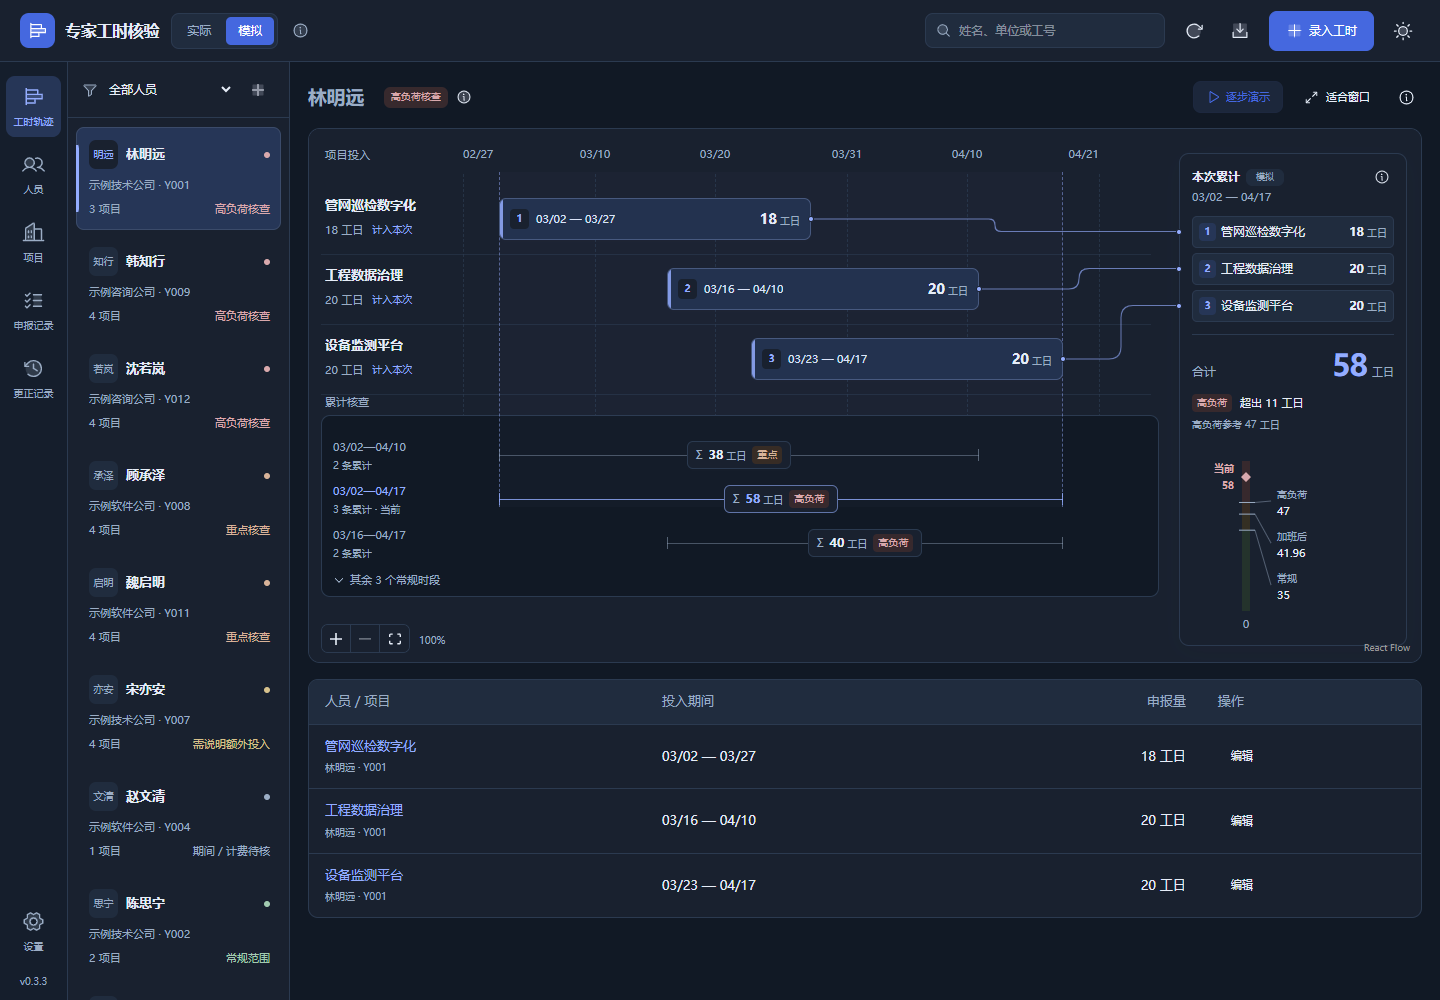 专家工时核验
实际
模拟
姓名、单位或工号
录入工时
工时轨迹
人员
项目
申报记录
更正记录
设置
v0.3.3
全部人员
明远
林明远
示例技术公司 · Y001
3 项目
高负荷核查
知行
韩知行
示例咨询公司 · Y009
4 项目
高负荷核查
若岚
沈若岚
示例咨询公司 · Y012
4 项目
高负荷核查
承泽
顾承泽
示例软件公司 · Y008
4 项目
重点核查
启明
魏启明
示例软件公司 · Y011
4 项目
重点核查
亦安
宋亦安
示例技术公司 · Y007
4 项目
需说明额外投入
文清
赵文清
示例软件公司 · Y004
1 项目
期间 / 计费待核
思宁
陈思宁
示例技术公司 · Y002
2 项目
常规范围
林明远
高负荷核查
逐步演示
适合窗口
项目投入
02/27
03/10
03/20
03/31
04/10
04/21
管网巡检数字化
18 工日 计入本次
1
03/02 — 03/27
18 工日
工程数据治理
20 工日 计入本次
2
03/16 — 04/10
20 工日
设备监测平台
20 工日 计入本次
3
03/23 — 04/17
20 工日
累计核查
03/02—04/10
2 条累计
Σ 38 工日 重点
03/02—04/17
3 条累计 · 当前
Σ 58 工日 高负荷
03/16—04/17
2 条累计
Σ 40 工日 高负荷
其余 3 个常规时段
100%
本次累计
模拟
03/02 — 04/17
1 管网巡检数字化 18 工日
2 工程数据治理 20 工日
3 设备监测平台 20 工日
合计
58 工日
高负荷 超出 11 工日
高负荷参考 47 工日
当前
58
高负荷
47
加班后
41.96
常规
35
0
React Flow
人员 / 项目
投入期间
申报量
操作
管网巡检数字化
林明远 · Y001
03/02 — 03/27
18 工日
编辑
工程数据治理
林明远 · Y001
03/16 — 04/10
20 工日
编辑
设备监测平台
林明远 · Y001
03/23 — 04/17
20 工日
编辑